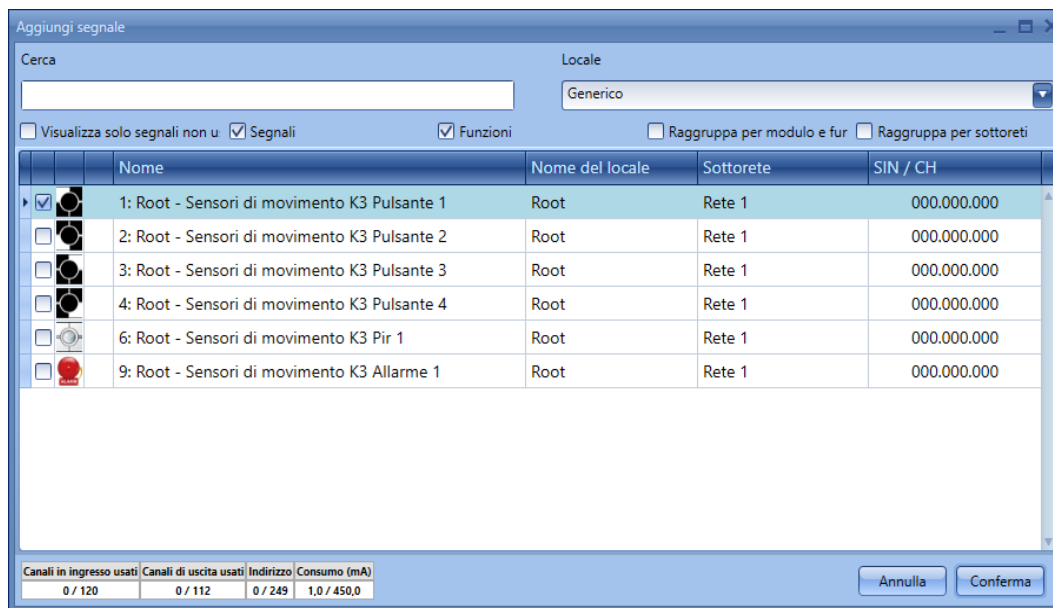 Aggiungi segnale
Cerca Locale
Generico
Visualizza solo segnali non u: Segnali Funzioni Raggruppa per modulo e fur Raggruppa per sottoreti
Nome Nome del locale Sottorete SIN / CH
1: Root - Sensori di movimento K3 Pulsante 1 Root Rete 1 000.000.000
2: Root - Sensori di movimento K3 Pulsante 2 Root Rete 1 000.000.000
3: Root - Sensori di movimento K3 Pulsante 3 Root Rete 1 000.000.000
4: Root - Sensori di movimento K3 Pulsante 4 Root Rete 1 000.000.000
6: Root - Sensori di movimento K3 Pir 1 Root Rete 1 000.000.000
9: Root - Sensori di movimento K3 Allarme 1 Root Rete 1 000.000.000
Canali in ingresso usati Canali di uscita usati Indirizzo Consumo (mA)
0 / 120 0 / 112 0 / 249 1,0 / 450,0
Annulla Conferma